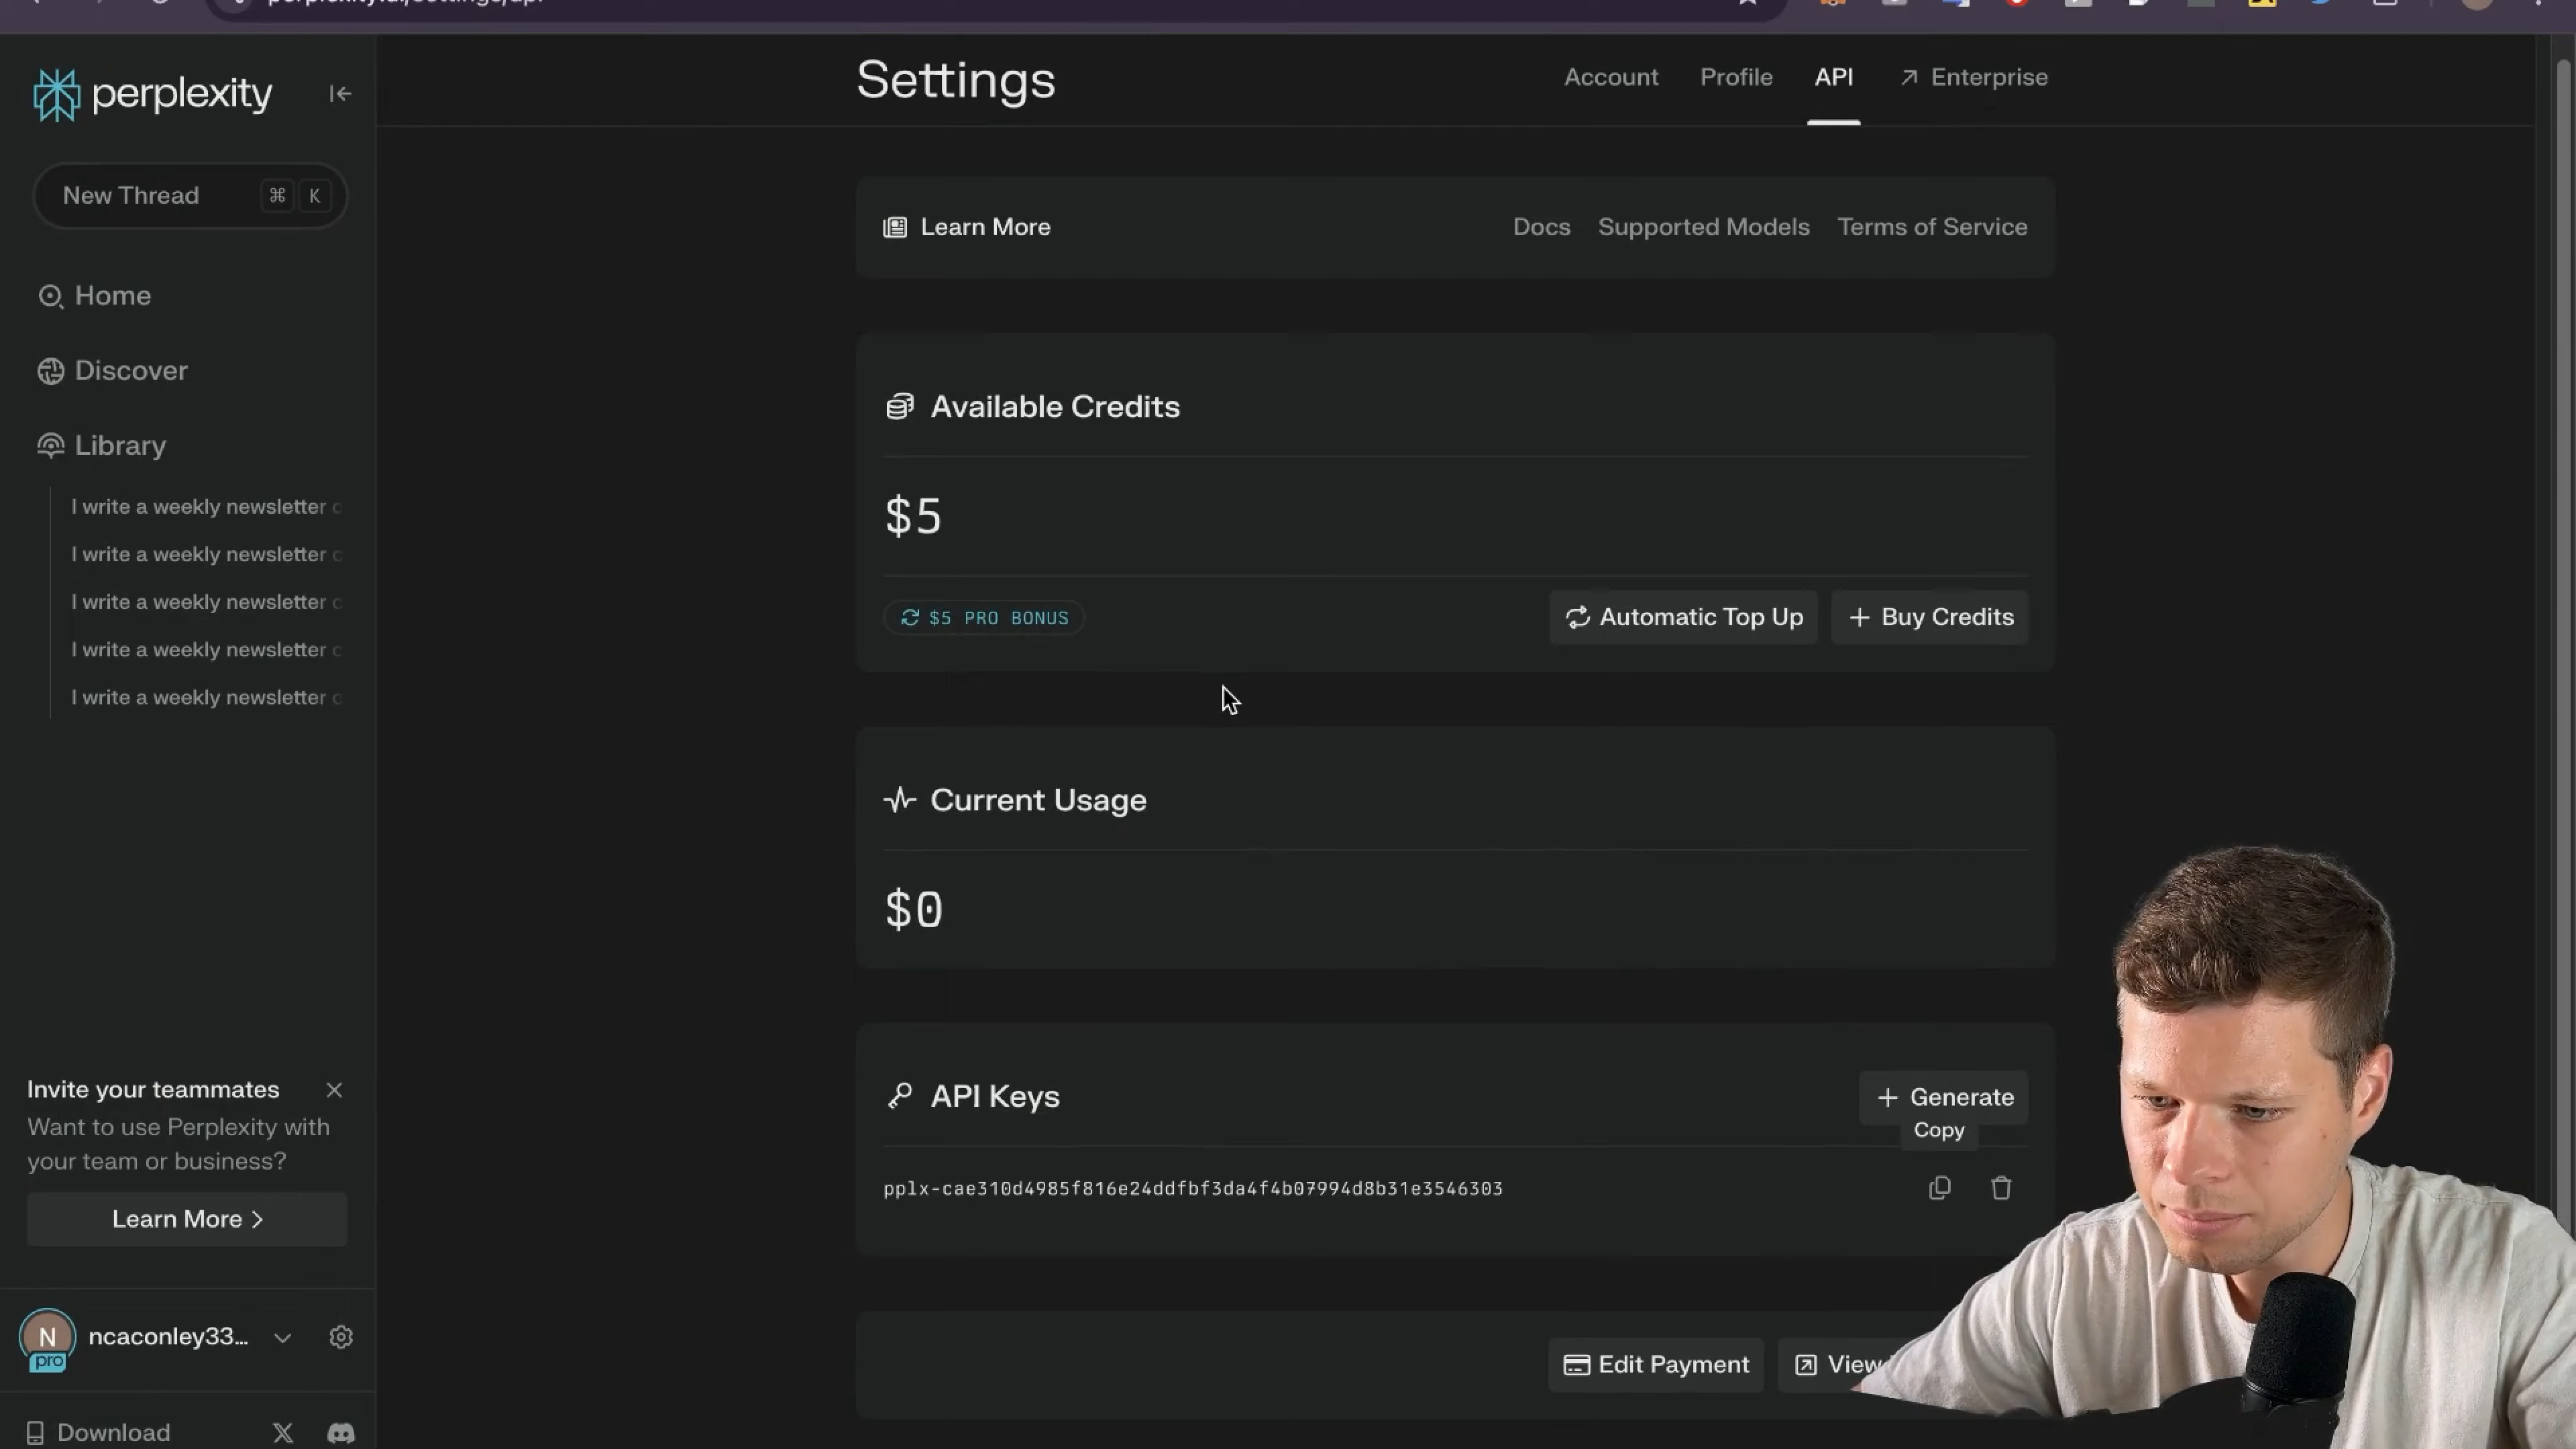 perplexity
Settings
Account Profile API Enterprise
New Thread ⌘ K
Learn More
Docs Supported Models Terms of Service
Home
Discover
Library
I write a weekly newsletter
I write a weekly newsletter
I write a weekly newsletter
I write a weekly newsletter
I write a weekly newsletter
Available Credits
$5
$5 PRO BONUS
Automatic Top Up + Buy Credits
Current Usage
$0
API Keys
+ Generate
Copy
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
Edit Payment View
Invite your teammates
Want to use Perplexity with
your team or business?
Learn More >
N
pro
ncaconley33...
Download